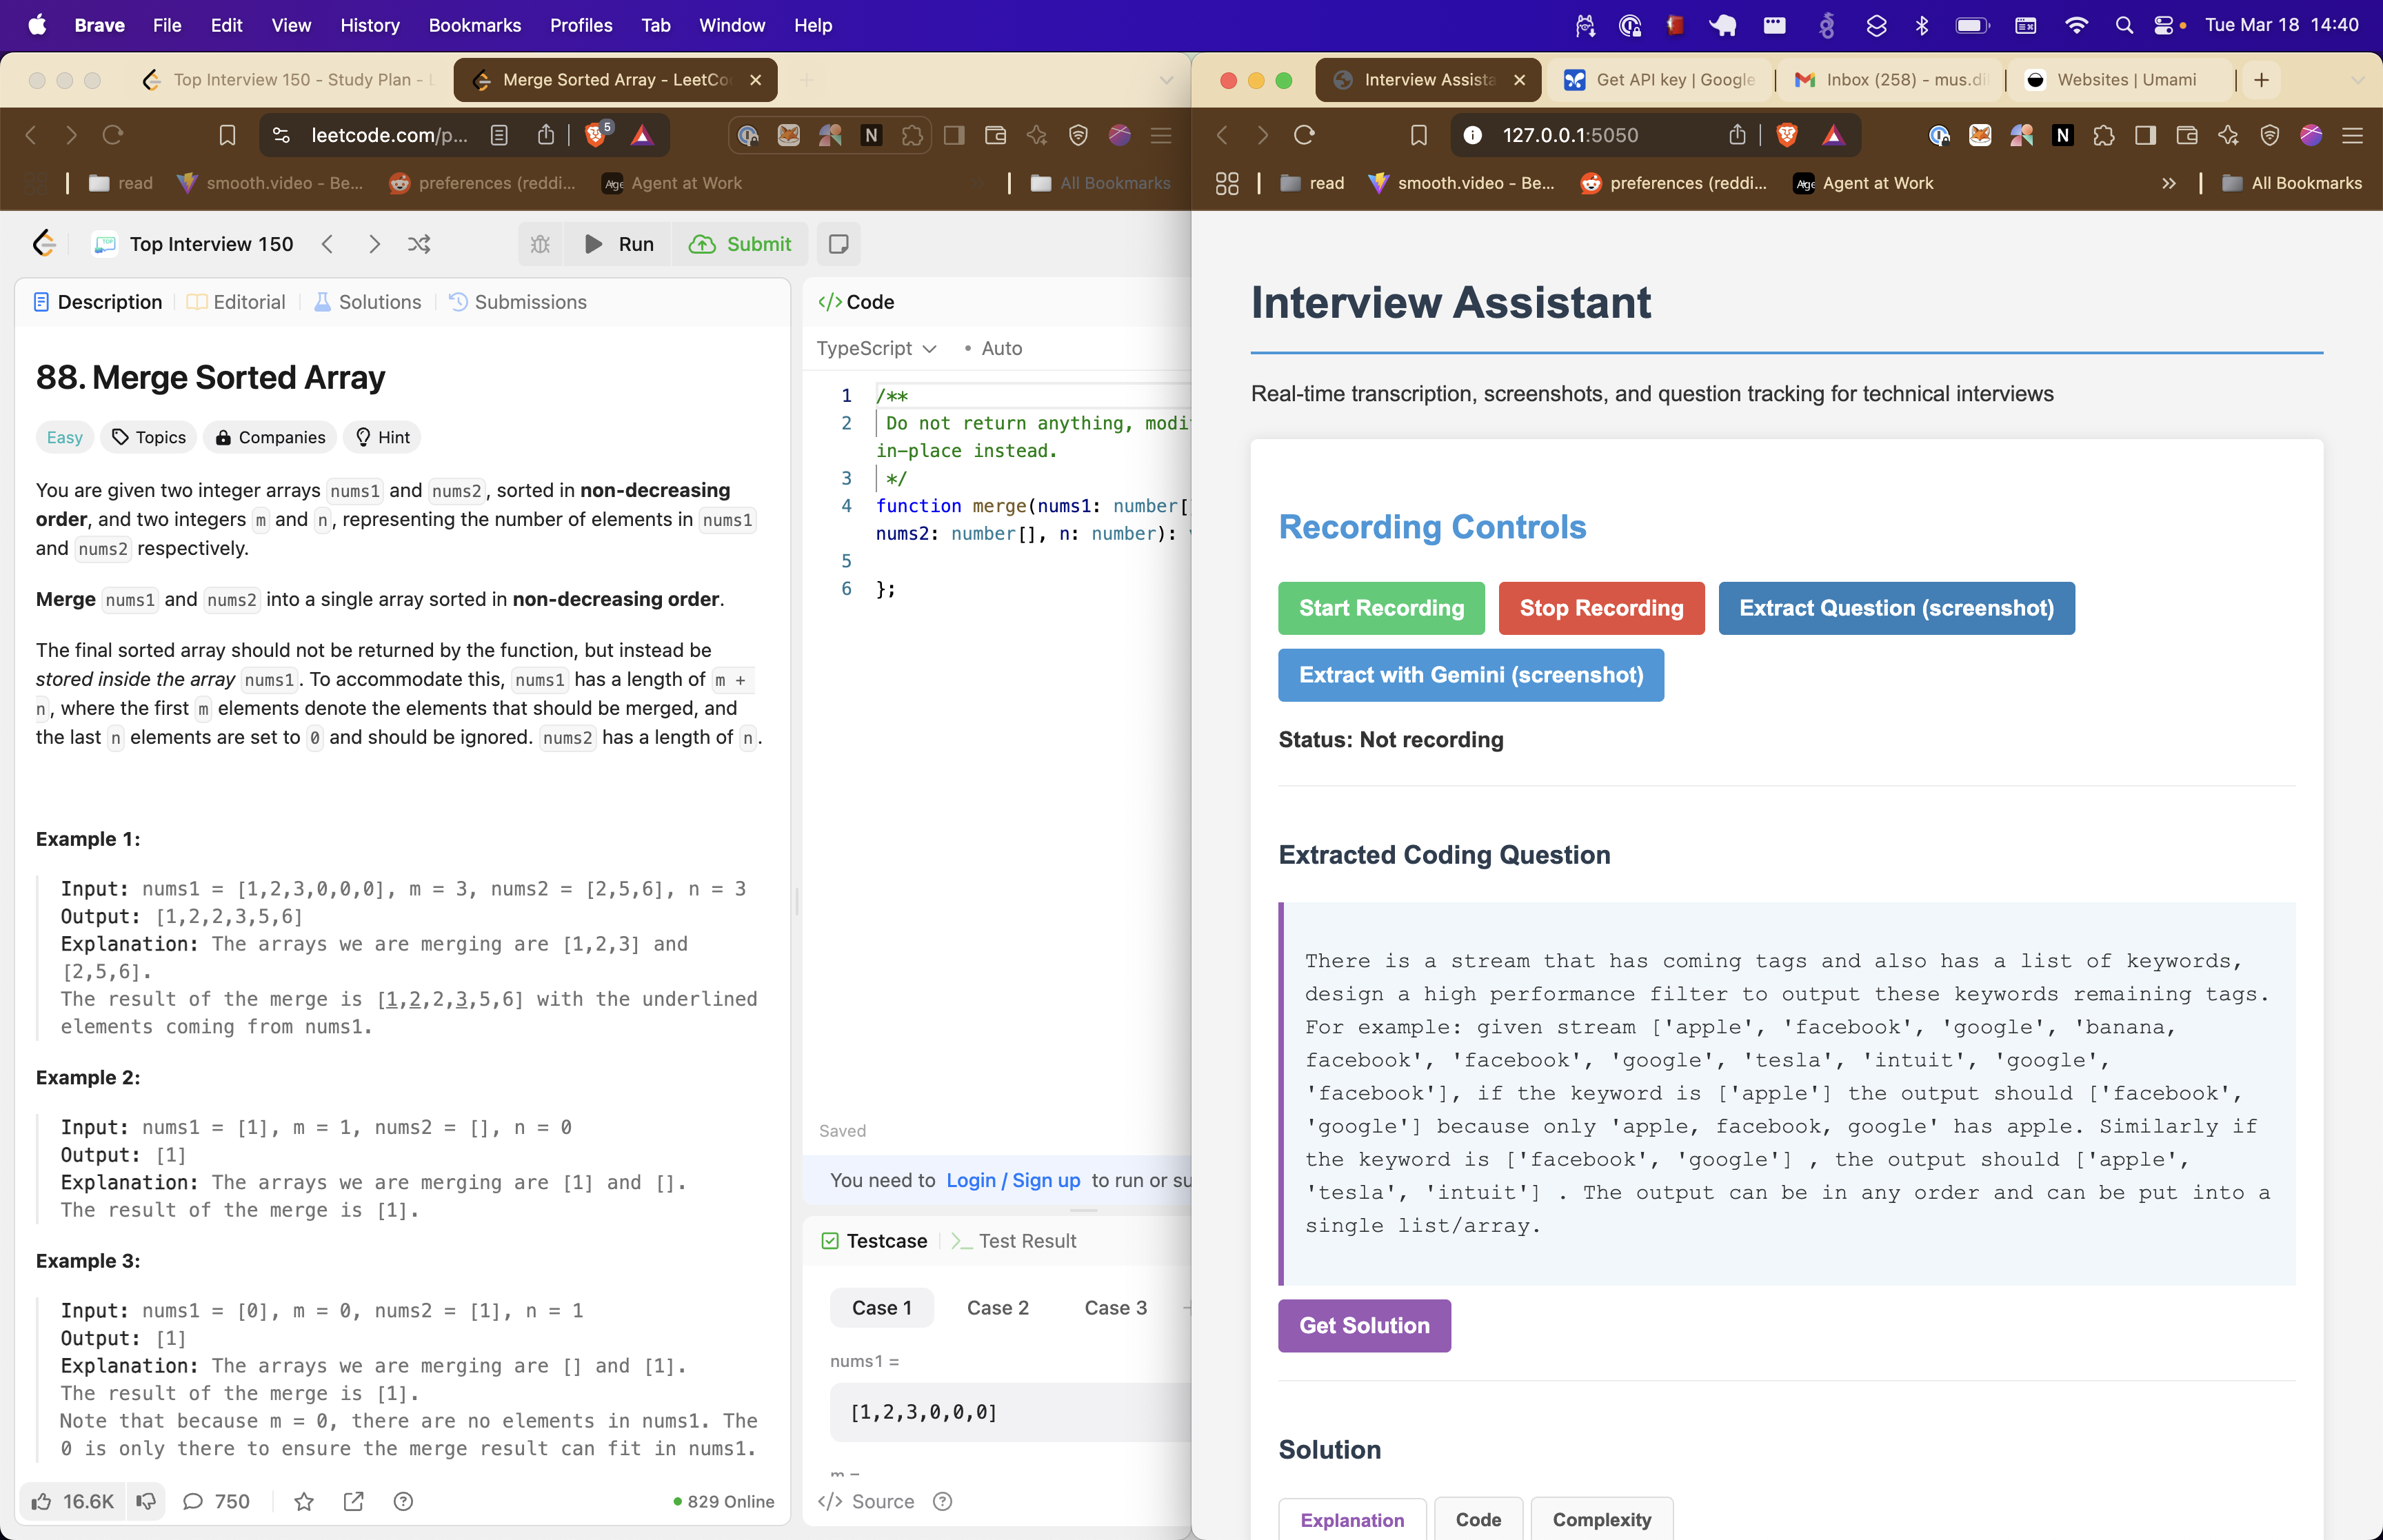 Brave File Edit View History Bookmarks Profiles Tab Window Help
Tue Mar 18 14:40
Top Interview 150 - Study Plan - L
Merge Sorted Array - LeetCo
leetcode.com/p...
5
N
read
smooth.video - Be...
preferences (reddi...
Agent at Work
All Bookmarks
Top Interview 150
Run
Submit
Description
Editorial
Solutions
Submissions
88. Merge Sorted Array
Easy
Topics
Companies
Hint
You are given two integer arrays nums1 and nums2, sorted in non-decreasing
order, and two integers m and n, representing the number of elements in nums1
and nums2 respectively.
Merge nums1 and nums2 into a single array sorted in non-decreasing order.
The final sorted array should not be returned by the function, but instead be
stored inside the array nums1. To accommodate this, nums1 has a length of m +
n, where the first m elements denote the elements that should be merged, and
the last n elements are set to 0 and should be ignored. nums2 has a length of n.
Example 1:
Input: nums1 = [1,2,3,0,0,0], m = 3, nums2 = [2,5,6], n = 3
Output: [1,2,2,3,5,6]
Explanation: The arrays we are merging are [1,2,3] and
[2,5,6].
The result of the merge is [1,2,2,3,5,6] with the underlined
elements coming from nums1.
Example 2:
Input: nums1 = [1], m = 1, nums2 = [], n = 0
Output: [1]
Explanation: The arrays we are merging are [1] and [].
The result of the merge is [1].
Example 3:
Input: nums1 = [0], m = 0, nums2 = [1], n = 1
Output: [1]
Explanation: The arrays we are merging are [] and [1].
The result of the merge is [1].
Note that because m = 0, there are no elements in nums1. The
0 is only there to ensure the merge result can fit in nums1.
16.6K
750
829 Online
</> Code
TypeScript
• Auto
1 /**
2 Do not return anything, modi
in-place instead.
3 */
4 function merge(nums1: number[
nums2: number[], n: number):
5
6 };
Saved
You need to Login / Sign up to run or su
Testcase
>_ Test Result
Case 1
Case 2
Case 3
nums1 =
[1,2,3,0,0,0]
m =
</> Source
Interview Assista
Get API key | Google
Inbox (258) - mus.di
Websites | Umami
127.0.0.1:5050
N
read
smooth.video - Be...
preferences (reddi...
Agent at Work
All Bookmarks
Interview Assistant
Real-time transcription, screenshots, and question tracking for technical interviews
Recording Controls
Start Recording
Stop Recording
Extract Question (screenshot)
Extract with Gemini (screenshot)
Status: Not recording
Extracted Coding Question
There is a stream that has coming tags and also has a list of keywords,
design a high performance filter to output these keywords remaining tags.
For example: given stream ['apple', 'facebook', 'google', 'banana,
facebook', 'facebook', 'google', 'tesla', 'intuit', 'google',
'facebook'], if the keyword is ['apple'] the output should ['facebook',
'google'] because only 'apple, facebook, google' has apple. Similarly if
the keyword is ['facebook', 'google'] , the output should ['apple',
'tesla', 'intuit'] . The output can be in any order and can be put into a
single list/array.
Get Solution
Solution
Explanation
Code
Complexity